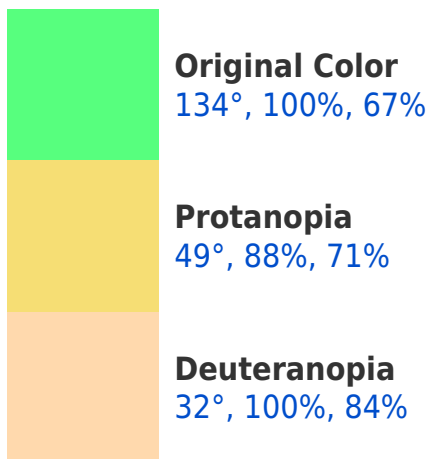 Original Color
134°, 100%, 67%
Protanopia
49°, 88%, 71%
Deuteranopia
32°, 100%, 84%